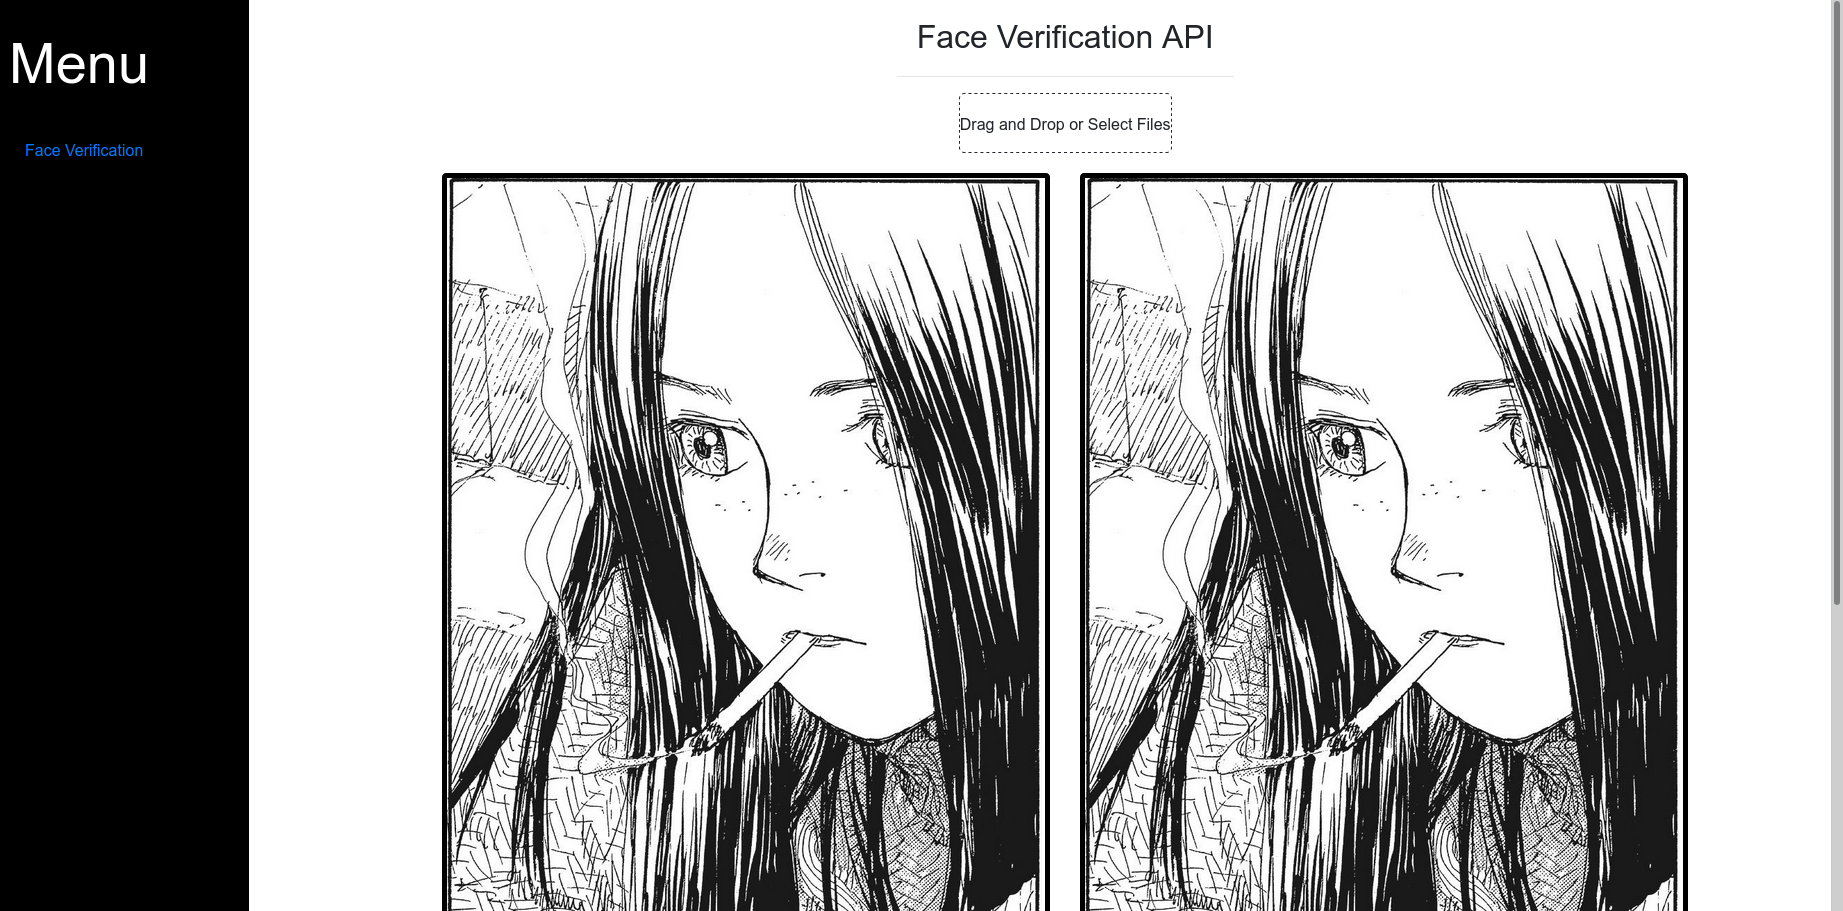 Menu
Face Verification
Face Verification API
Drag and Drop or Select Files